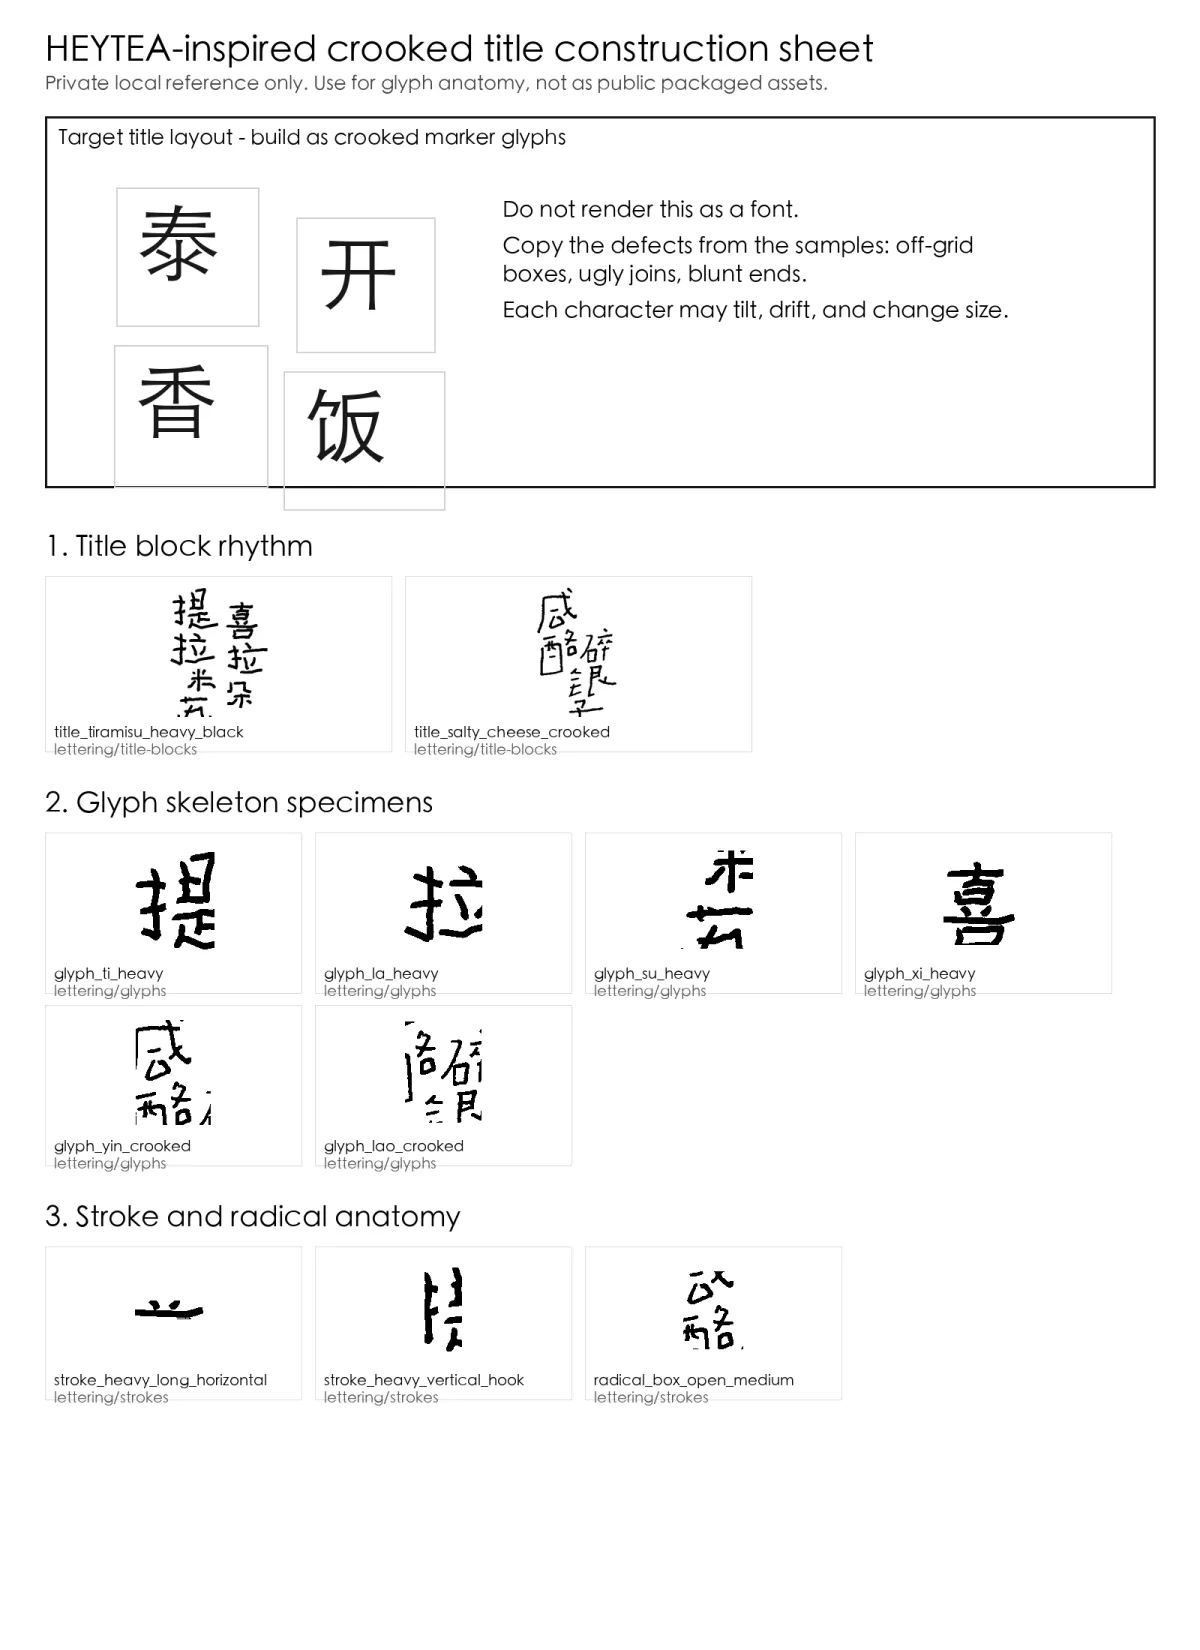 HEYTEA-inspired crooked title construction sheet
Private local reference only. Use for glyph anatomy, not as public packaged assets.
Target title layout - build as crooked marker glyphs
泰
开
香
饭
Do not render this as a font.
Copy the defects from the samples: off-grid
boxes, ugly joins, blunt ends.
Each character may tilt, drift, and change size.
1. Title block rhythm
提拉米
喜拉朵
title_tiramisu_heavy_black
lettering/title-blocks
title_salty_cheese_crooked
lettering/title-blocks
2. Glyph skeleton specimens
提
glyph_ti_heavy
lettering/glyphs
拉
glyph_la_heavy
lettering/glyphs
glyph_su_heavy
lettering/glyphs
喜
glyph_xi_heavy
lettering/glyphs
glyph_yin_crooked
lettering/glyphs
glyph_lao_crooked
lettering/glyphs
3. Stroke and radical anatomy
stroke_heavy_long_horizontal
lettering/strokes
stroke_heavy_vertical_hook
lettering/strokes
radical_box_open_medium
lettering/strokes